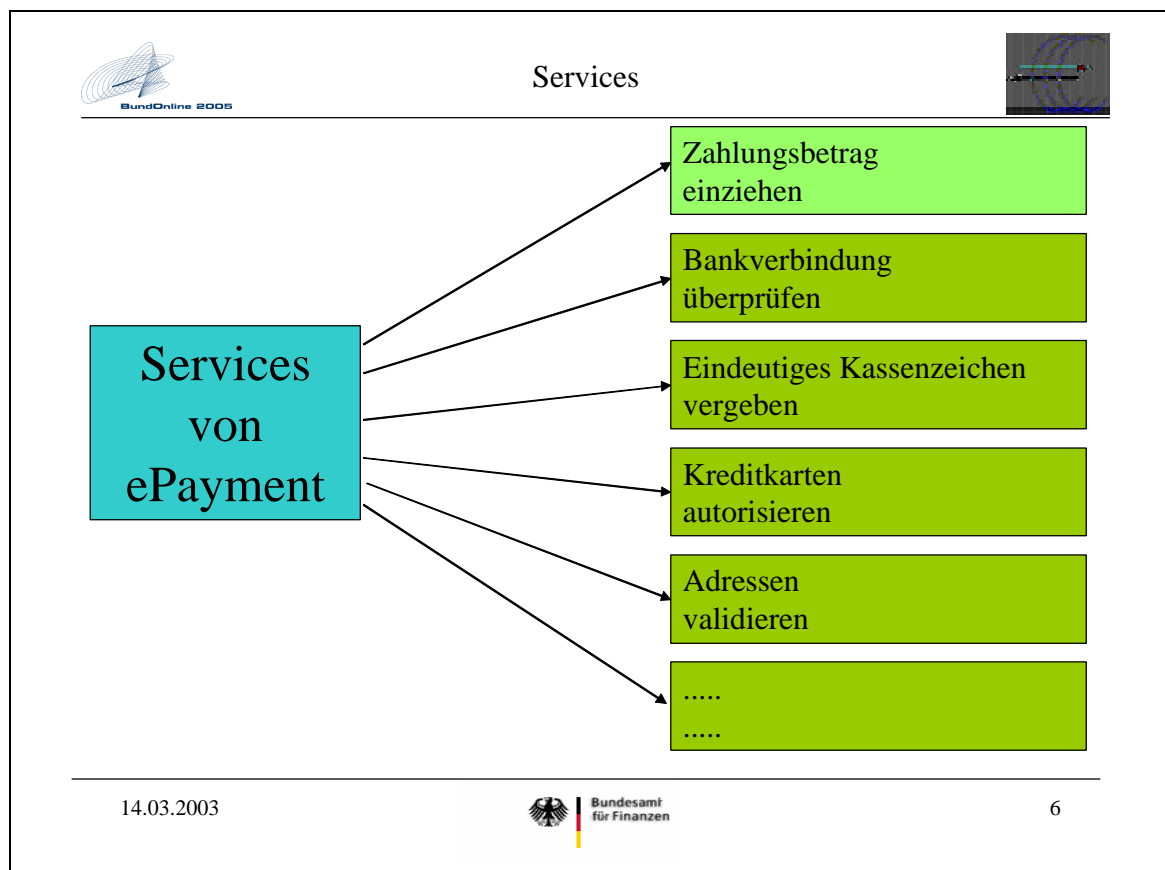 BundOnline 2005
Services
Services
von
ePayment
Zahlungsbetrag
einziehen
Bankverbindung
überprüfen
Eindeutiges Kassenzeichen
vergeben
Kreditkarten
autorisieren
Adressen
validieren
.....
.....
14.03.2003
Bundesamt
für Finanzen
6